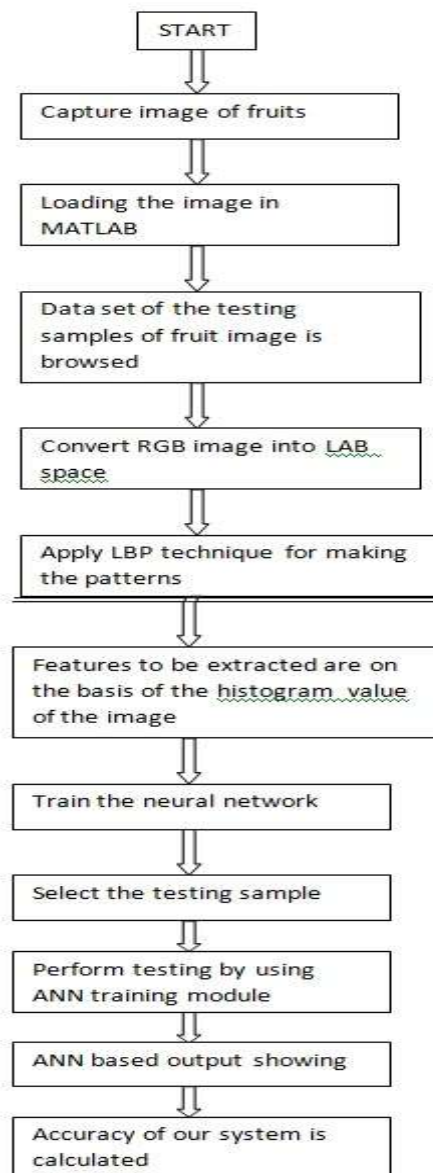 START
Capture image of fruits
Loading the image in
MATLAB
Data set of the testing
samples of fruit image is
browsed
Convert RGB image into LAB
space
Apply LBP technique for making
the patterns
Features to be extracted are on
the basis of the histogram value
of the image
Train the neural network
Select the testing sample
Perform testing by using
ANN training module
ANN based output showing
Accuracy of our system is
calculated